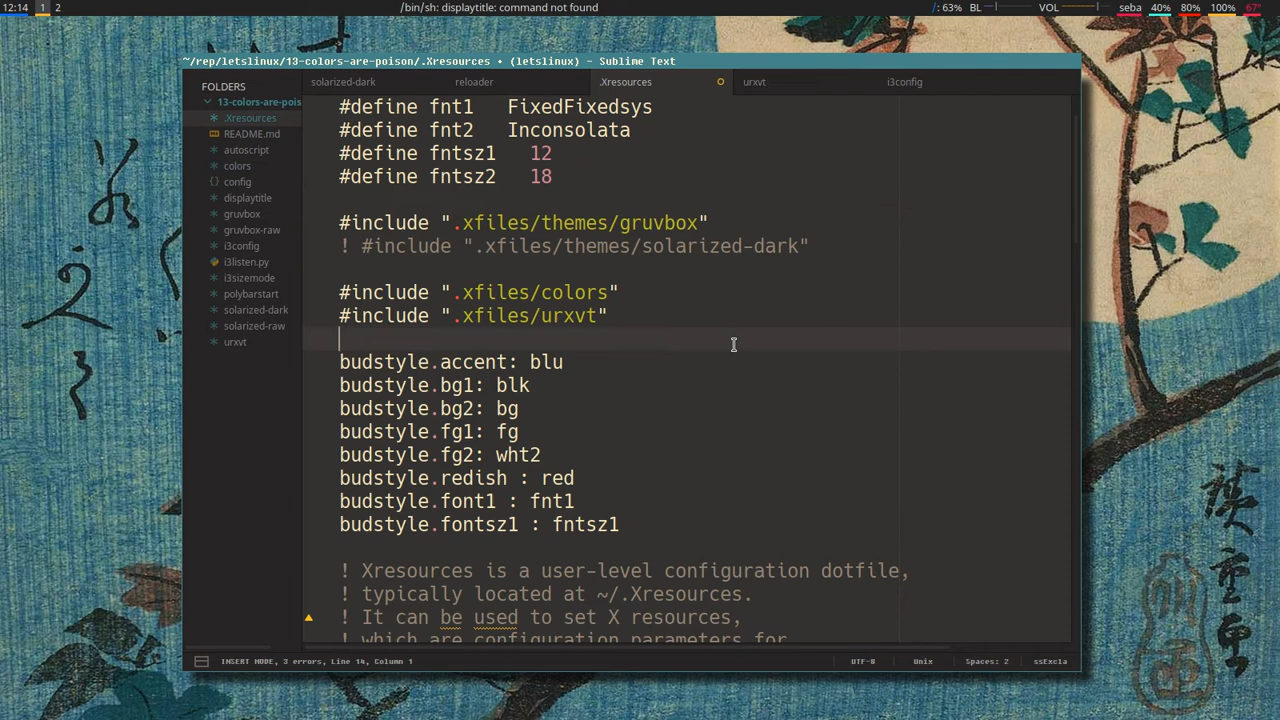 12:14 1 2 /bin/sh: displaytitle: command not found /: 63% BL VOL seba 40% 80% 100% 67°
~/rep/letslinux/13-colors-are-poison/.Xresources • (letslinux) - Sublime Text
solarized-dark reloader .Xresources urxvt i3config
FOLDERS
13-colors-are-pois
.Xresources
README.md
autoscript
colors
{} config
displaytitle
gruvbox
gruvbox-raw
i3config
i3listen.py
i3sizemode
polybarstart
solarized-dark
solarized-raw
urxvt
#define fnt1 FixedFixedsys
#define fnt2 Inconsolata
#define fntsz1 12
#define fntsz2 18
#include ".xfiles/themes/gruvbox"
! #include ".xfiles/themes/solarized-dark"
#include ".xfiles/colors"
#include ".xfiles/urxvt"
budstyle.accent: blu
budstyle.bg1: blk
budstyle.bg2: bg
budstyle.fg1: fg
budstyle.fg2: wht2
budstyle.redish : red
budstyle.font1 : fnt1
budstyle.fontsz1 : fntsz1
! Xresources is a user-level configuration dotfile,
! typically located at ~/.Xresources.
! It can be used to set X resources,
! which are configuration parameters for
INSERT MODE, 3 errors, Line 14, Column 1 UTF-8 Unix Spaces: 2 ssExcla